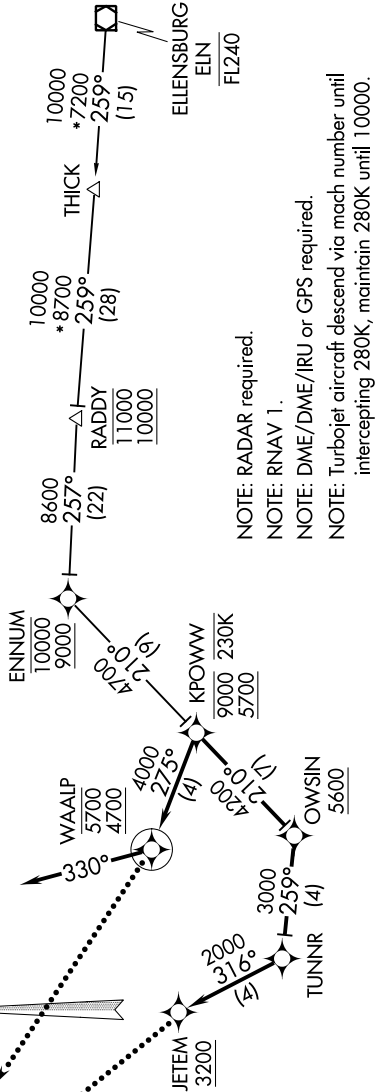 ELLENSBURG
ELN
FL240
10000
*7200
259°
(15)
THICK
10000
*8700
259°
(28)
RADDY
11000
10000
8600
257°
(22)
ENNUM
10000
9000
4700
210°
(9)
KPOWW 230K
9000
5700
4000
275°
(4)
WAALP
5700
4700
330°
4200
210°
(7)
OWSIN
5600
3000
259°
(4)
TUNNR
2000
316°
(4)
JETEM
3200
NOTE: RADAR required.
NOTE: RNAV 1.
NOTE: DME/DME/IRU or GPS required.
NOTE: Turbojet aircraft descend via mach number until
intercepting 280K, maintain 280K until 10000.